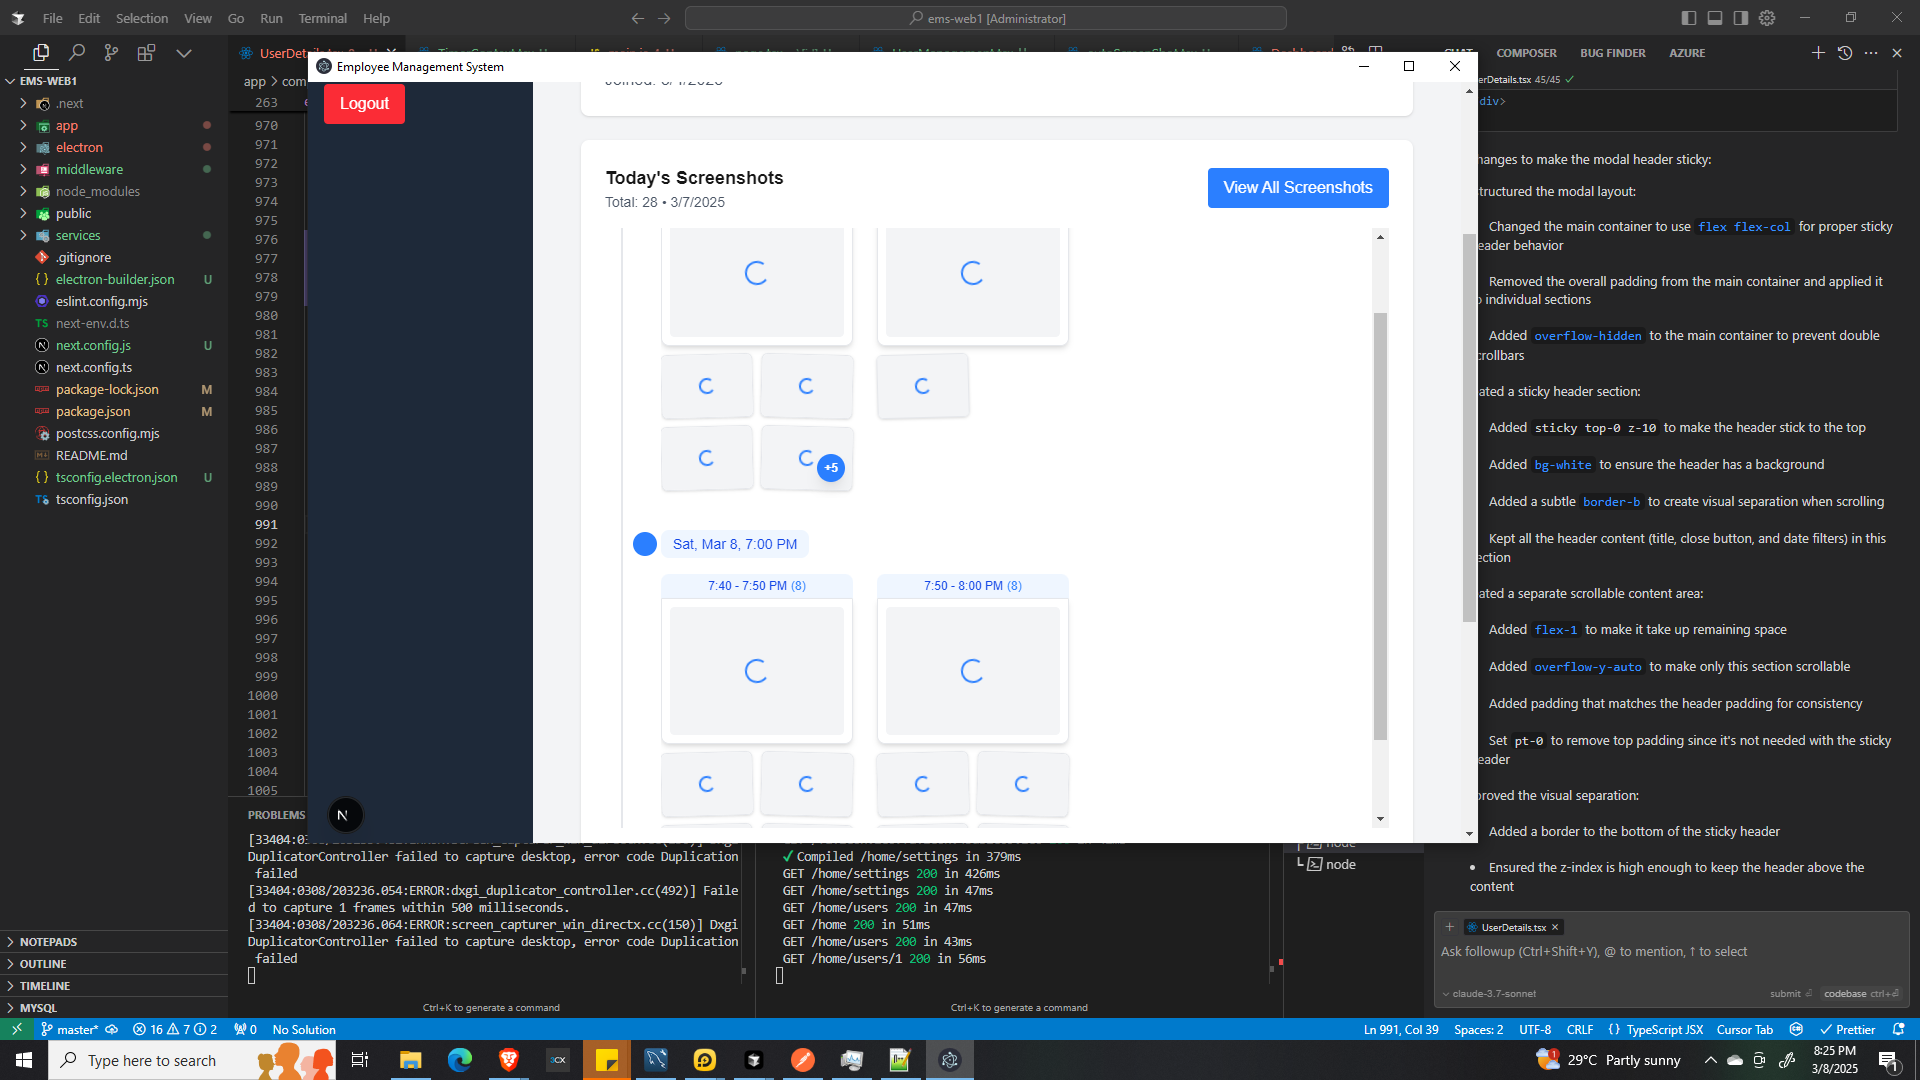 File Edit Selection View Go Run Terminal Help
ems-web1 [Administrator]
COMPOSER BUG FINDER AZURE
EMS-WEB1
.next
app
electron
middleware
node_modules
public
services
.gitignore
electron-builder.json U
eslint.config.mjs
next-env.d.ts
next.config.js U
next.config.ts
package-lock.json M
package.json M
postcss.config.mjs
README.md
tsconfig.electron.json U
tsconfig.json
NOTEPADS
OUTLINE
TIMELINE
MYSQL
app > com
263
970
971
972
973
974
975
976
977
978
979
980
981
982
983
984
985
986
987
988
989
990
991
992
993
994
995
996
997
998
999
1000
1001
1002
1003
1004
1005
Employee Management System
Logout
Today's Screenshots
Total: 28 • 3/7/2025
View All Screenshots
+5
Sat, Mar 8, 7:00 PM
7:40 - 7:50 PM (8)
7:50 - 8:00 PM (8)
N
PROBLEMS
DuplicatorController failed to capture desktop, error code Duplication
failed
[33404:0308/203236.054:ERROR:dxgi_duplicator_controller.cc(492)] Faile
d to capture 1 frames within 500 milliseconds.
[33404:0308/203236.064:ERROR:screen_capturer_win_directx.cc(150)] Dxgi
DuplicatorController failed to capture desktop, error code Duplication
failed
Ctrl+K to generate a command
✓ Compiled /home/settings in 379ms
GET /home/settings 200 in 426ms
GET /home/settings 200 in 47ms
GET /home/users 200 in 47ms
GET /home 200 in 51ms
GET /home/users 200 in 43ms
GET /home/users/1 200 in 56ms
Ctrl+K to generate a command
node
node
erDetails.tsx 45/45 ✓
div>
hanges to make the modal header sticky:
tructured the modal layout:
Changed the main container to use flex flex-col for proper sticky
eader behavior
Removed the overall padding from the main container and applied it
o individual sections
Added overflow-hidden to the main container to prevent double
crollbars
ated a sticky header section:
Added sticky top-0 z-10 to make the header stick to the top
Added bg-white to ensure the header has a background
Added a subtle border-b to create visual separation when scrolling
Kept all the header content (title, close button, and date filters) in this
ection
ated a separate scrollable content area:
Added flex-1 to make it take up remaining space
Added overflow-y-auto to make only this section scrollable
Added padding that matches the header padding for consistency
Set pt-0 to remove top padding since it's not needed with the sticky
eader
proved the visual separation:
Added a border to the bottom of the sticky header
• Ensured the z-index is high enough to keep the header above the
content
+ UserDetails.tsx ×
Ask followup (Ctrl+Shift+Y), @ to mention, ↑ to select
claude-3.7-sonnet submit ⏎ codebase ctrl+⏎
master* 16 7 2 0 No Solution
Ln 991, Col 39 Spaces: 2 UTF-8 CRLF {} TypeScript JSX Cursor Tab Prettier
Type here to search
29°C Partly sunny
8:25 PM
3/8/2025
1